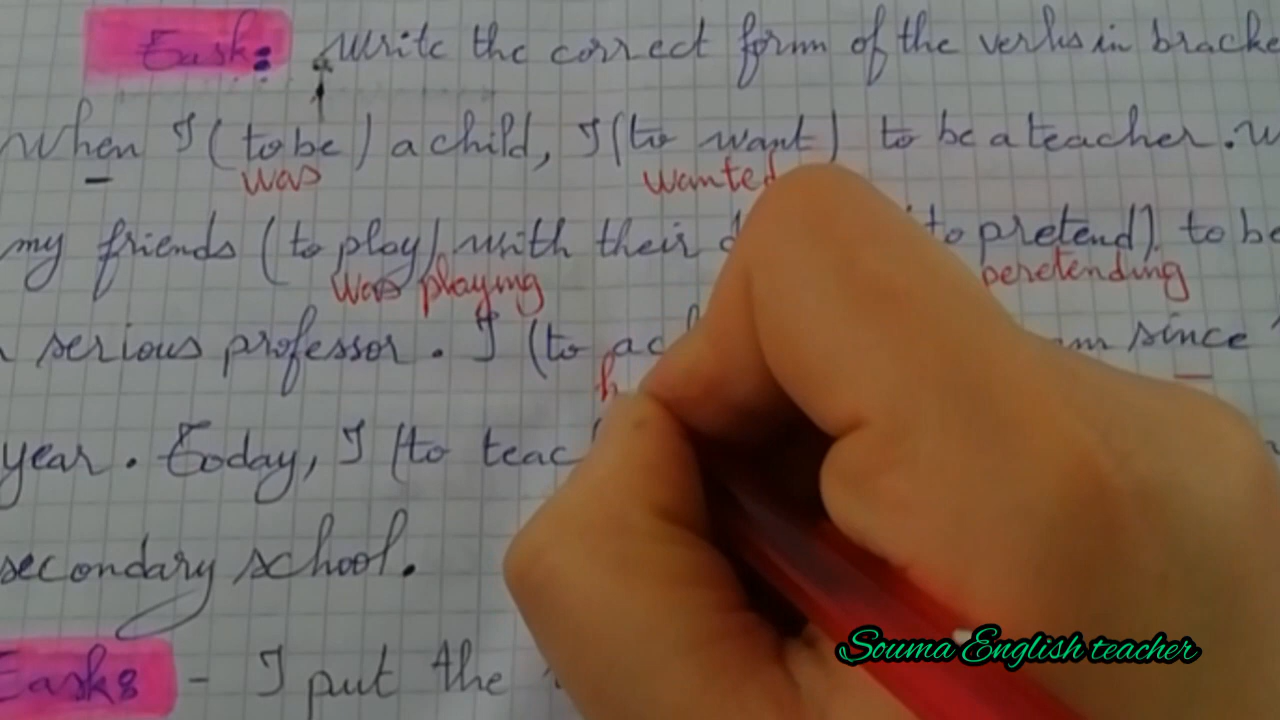 Task: Write the correct form of the verbs in bracke
When I (to be) a child, I (to want) to be a teacher. W
was wanted
my friends (to play) with their d to pretend) to be
was playing peretending
serious professor. I (to ac since
h
year. Today, I (to teac
secondary school.
Task8 - I put the
Souma English teacher